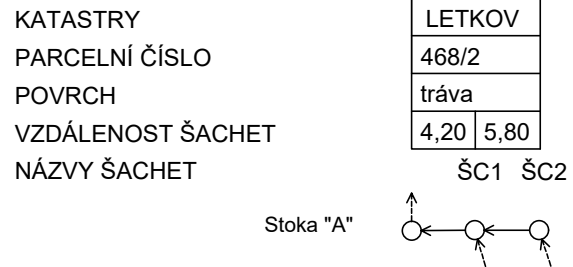 KATASTRY LETKOV
PARCELNÍ ČÍSLO 468/2
POVRCH tráva
VZDÁLENOST ŠACHET 4,20 5,80
NÁZVY ŠACHET ŠC1 ŠC2
Stoka "A"